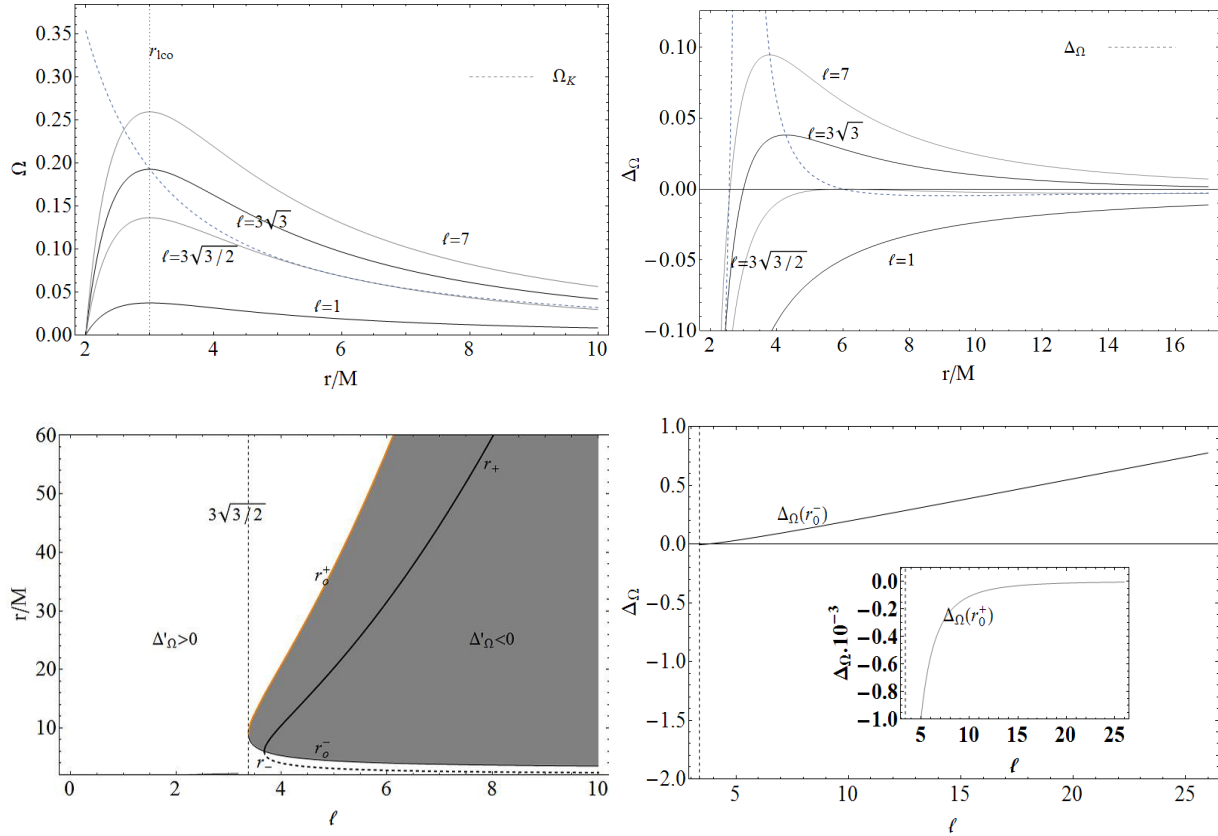 0.35
0.30
0.25
0.20
0.15
0.10
0.05
0.00
Ω
r_lco
Ω_K
ℓ=7
ℓ=3√3
ℓ=3√3/2
ℓ=1
2 4 6 8 10
r/M
0.10
0.05
0.00
−0.05
−0.10
Δ_Ω
Δ_Ω
ℓ=7
ℓ=3√3
ℓ=3√3/2
ℓ=1
2 4 6 8 10 12 14 16
r/M
60
50
40
30
20
10
r/M
3√3/2
r_+
r_o^+
Δ'_Ω>0
Δ'_Ω<0
r_o^-
r_-
0 2 4 6 8 10
ℓ
1.0
0.5
0.0
−0.5
−1.0
−1.5
−2.0
Δ_Ω
Δ_Ω(r_0^-)
0.0
−0.2
−0.4
−0.6
−0.8
−1.0
Δ_Ω.10^−3
Δ_Ω(r_0^+)
5 10 15 20 25
ℓ
5 10 15 20 25
ℓ